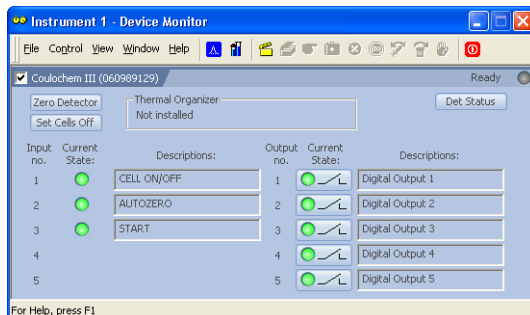 Instrument 1 - Device Monitor
File Control View Window Help
Coulochem III (060989129) Ready
Zero Detector Thermal Organizer Det Status
Not installed
Set Cells Off
Input Current Output Current
no. State: Descriptions: no. State: Descriptions:
1 CELL ON/OFF 1 Digital Output 1
2 AUTOZERO 2 Digital Output 2
3 START 3 Digital Output 3
4 4 Digital Output 4
5 5 Digital Output 5
For Help, press F1